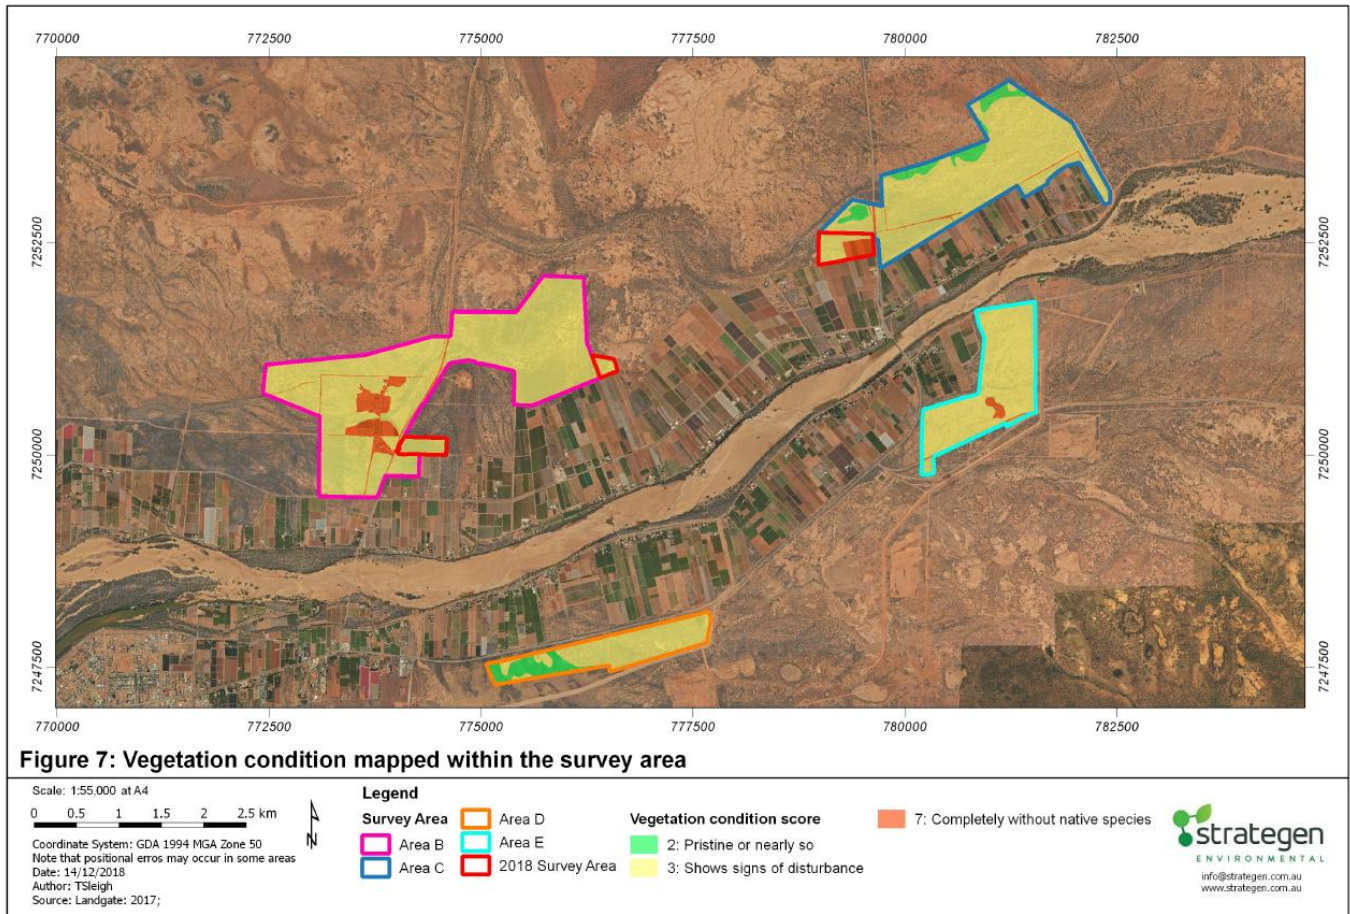 770000 772500 775000 777500 780000 782500
7252500 7252500
7250000 7250000
7247500 7247500
770000 772500 775000 777500 780000 782500
Figure 7: Vegetation condition mapped within the survey area
Scale: 1:55,000 at A4
0 0.5 1 1.5 2 2.5 km
N
Coordinate System: GDA 1994 MGA Zone 50
Note that positional erros may occur in some areas
Date: 14/12/2018
Author: TSleigh
Source: Landgate: 2017;
Legend
Survey Area
Area B
Area C
Area D
Area E
2018 Survey Area
Vegetation condition score
2: Pristine or nearly so
3: Shows signs of disturbance
7: Completely without native species
strategen
ENVIRONMENTAL
info@strategen.com.au
www.strategen.com.au